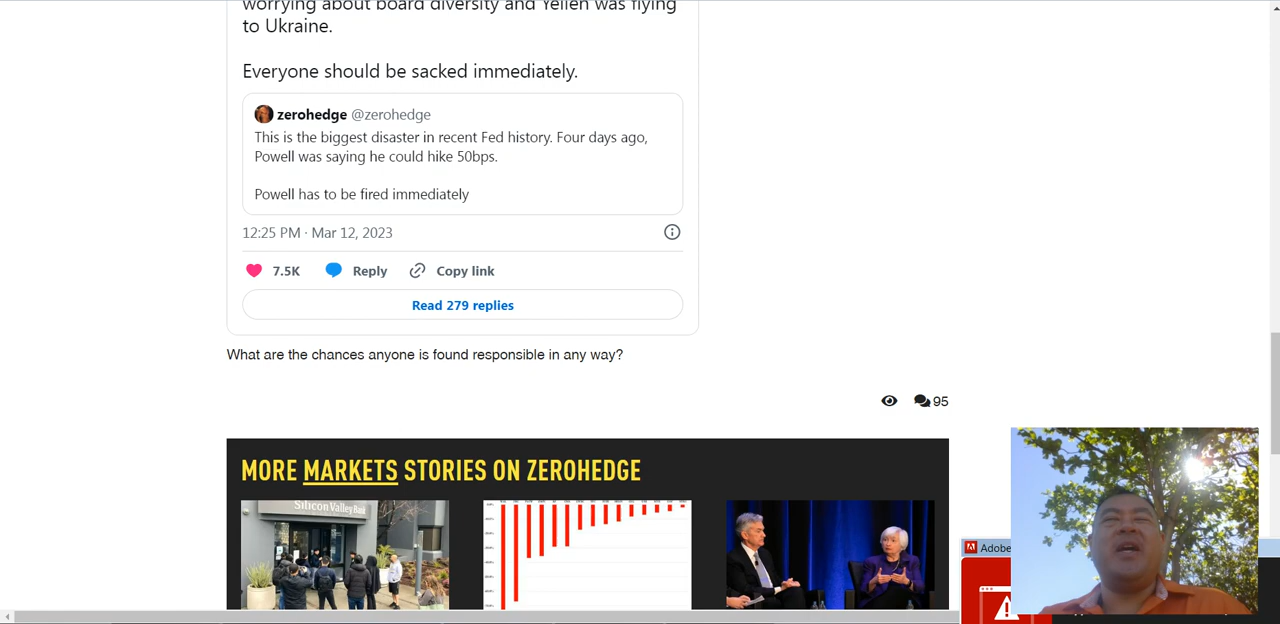 worrying about board diversity and Yellen was flying
to Ukraine.
Everyone should be sacked immediately.
zerohedge @zerohedge
This is the biggest disaster in recent Fed history. Four days ago,
Powell was saying he could hike 50bps.
Powell has to be fired immediately
12:25 PM · Mar 12, 2023
7.5K Reply Copy link
Read 279 replies
What are the chances anyone is found responsible in any way?
95
MORE MARKETS STORIES ON ZEROHEDGE
Silicon Valley Bank
Adobe